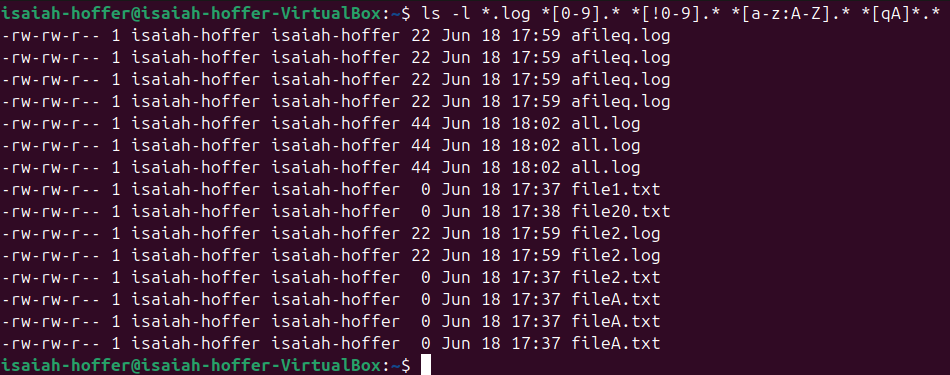 isaiah-hoffer@isaiah-hoffer-VirtualBox:~$ ls -l *.log *[0-9].* *[!0-9].* *[a-z:A-Z].* *[qA]*.*
-rw-rw-r-- 1 isaiah-hoffer isaiah-hoffer 22 Jun 18 17:59 afileq.log
-rw-rw-r-- 1 isaiah-hoffer isaiah-hoffer 22 Jun 18 17:59 afileq.log
-rw-rw-r-- 1 isaiah-hoffer isaiah-hoffer 22 Jun 18 17:59 afileq.log
-rw-rw-r-- 1 isaiah-hoffer isaiah-hoffer 22 Jun 18 17:59 afileq.log
-rw-rw-r-- 1 isaiah-hoffer isaiah-hoffer 44 Jun 18 18:02 all.log
-rw-rw-r-- 1 isaiah-hoffer isaiah-hoffer 44 Jun 18 18:02 all.log
-rw-rw-r-- 1 isaiah-hoffer isaiah-hoffer 44 Jun 18 18:02 all.log
-rw-rw-r-- 1 isaiah-hoffer isaiah-hoffer  0 Jun 18 17:37 file1.txt
-rw-rw-r-- 1 isaiah-hoffer isaiah-hoffer  0 Jun 18 17:38 file20.txt
-rw-rw-r-- 1 isaiah-hoffer isaiah-hoffer 22 Jun 18 17:59 file2.log
-rw-rw-r-- 1 isaiah-hoffer isaiah-hoffer 22 Jun 18 17:59 file2.log
-rw-rw-r-- 1 isaiah-hoffer isaiah-hoffer  0 Jun 18 17:37 file2.txt
-rw-rw-r-- 1 isaiah-hoffer isaiah-hoffer  0 Jun 18 17:37 fileA.txt
-rw-rw-r-- 1 isaiah-hoffer isaiah-hoffer  0 Jun 18 17:37 fileA.txt
-rw-rw-r-- 1 isaiah-hoffer isaiah-hoffer  0 Jun 18 17:37 fileA.txt
isaiah-hoffer@isaiah-hoffer-VirtualBox:~$